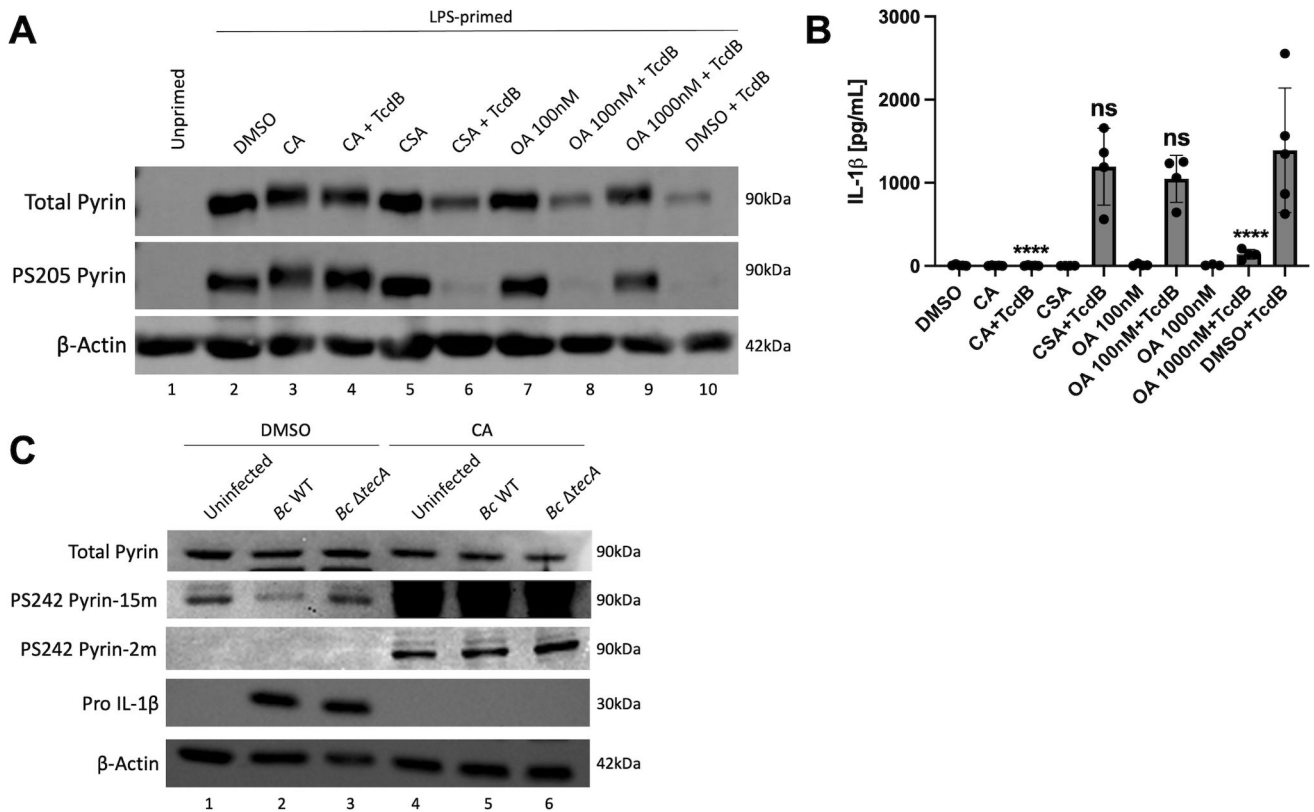 A
LPS-primed
Unprimed
DMSO
CA
CA + TcdB
CSA
CSA + TcdB
OA 100nM
OA 100nM + TcdB
OA 1000nM + TcdB
DMSO + TcdB
Total Pyrin
90kDa
PS205 Pyrin
90kDa
β-Actin
42kDa
1 2 3 4 5 6 7 8 9 10
B
IL-1β [pg/mL]
3000
2000
1000
0
****
ns
ns
****
DMSO
CA
CA+TcdB
CSA
CSA+TcdB
OA 100nM
OA 100nM+TcdB
OA 1000nM
OA 1000nM+TcdB
DMSO+TcdB
C
DMSO
CA
Uninfected
Bc WT
Bc ΔtecA
Uninfected
Bc WT
Bc ΔtecA
Total Pyrin
90kDa
PS242 Pyrin-15m
90kDa
PS242 Pyrin-2m
90kDa
Pro IL-1β
30kDa
β-Actin
42kDa
1 2 3 4 5 6